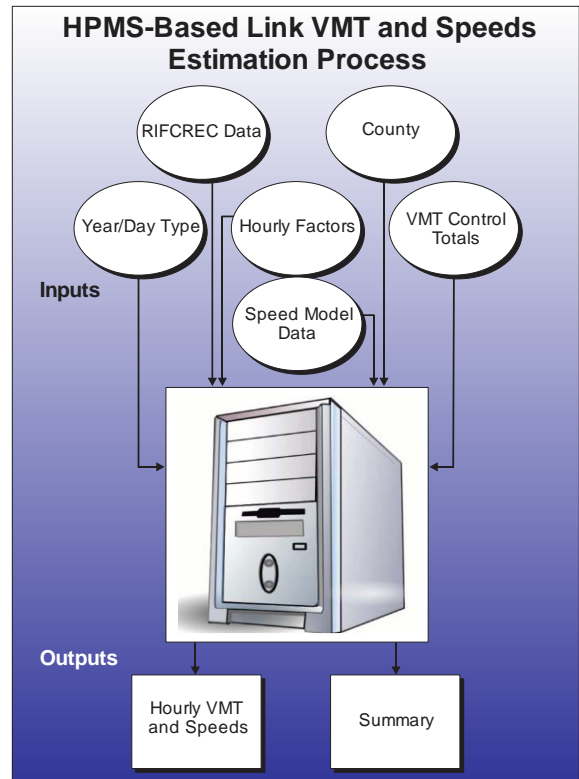 HPMS-Based Link VMT and Speeds
Estimation Process
RIFCREC Data
County
Year/Day Type
Hourly Factors
VMT Control
Totals
Inputs
Speed Model
Data
Outputs
Hourly VMT
and Speeds
Summary